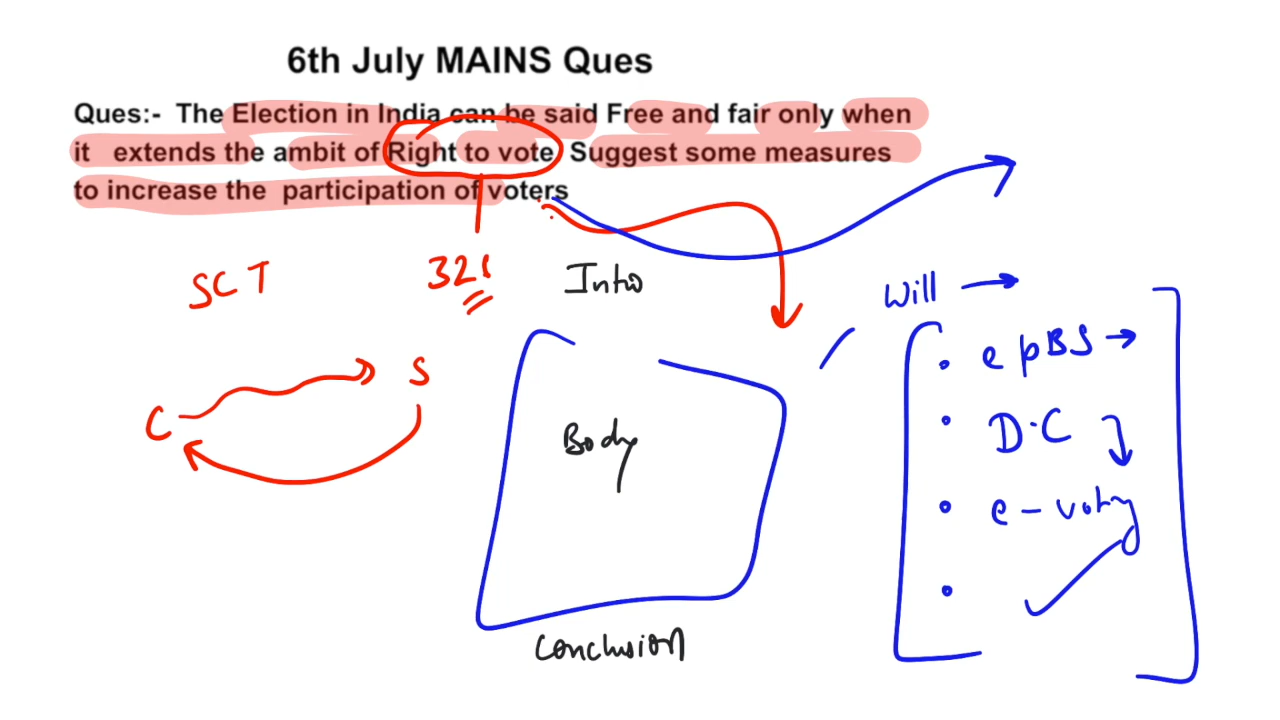 6th July MAINS Ques
Ques:- The Election in India can be said Free and fair only when
it extends the ambit of Right to vote Suggest some measures
to increase the participation of voters
SCT
Intro
Will
e pBS
S
C
D.C
Body
e-voting
Conclusion